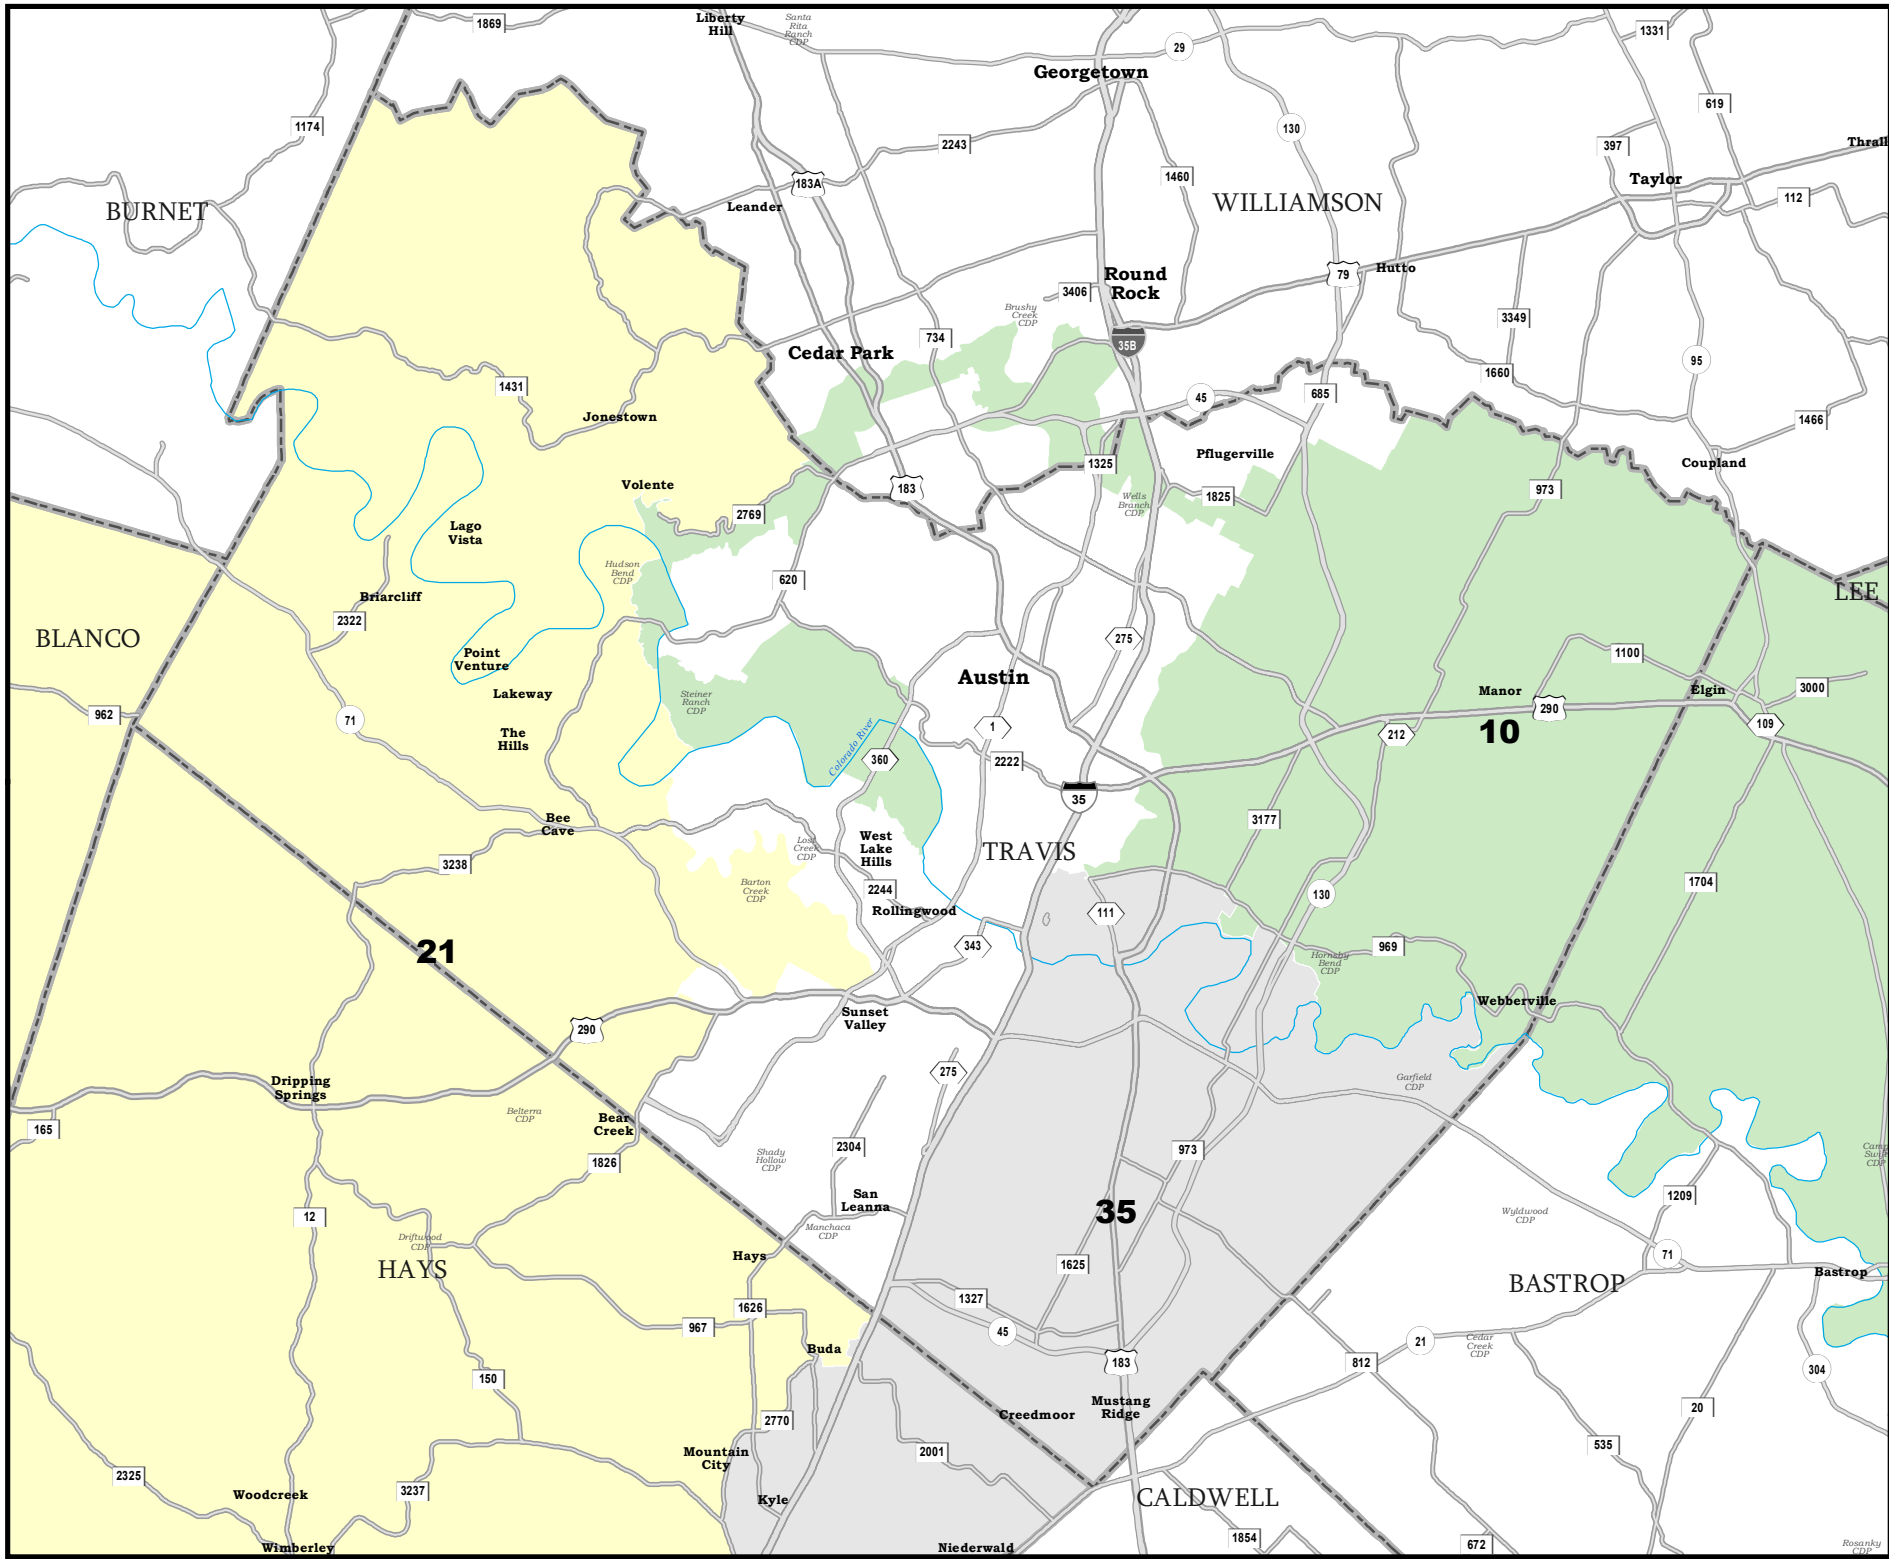 1869
Liberty
Hill
Santa
Rita
Ranch
CDP
29
1331
Georgetown
619
1174
130
397
Thrall
2243
1460
183A
Taylor
112
BURNET
Leander
WILLIAMSON
Round
Rock
79
Hutto
3406
Brushy
Creek
CDP
3349
734
35B
Cedar Park
95
1660
1431
45
685
Jonestown
1466
Pflugerville
1325
Coupland
Volente
183
973
1825
Wells
Branch
CDP
2769
Lago
Vista
Hudson
Bend
CDP
620
LEE
Briarcliff
2322
BLANCO
275
Point
Venture
1100
Austin
Lakeway
Steiner
Ranch
CDP
Manor
Elgin
3000
962
71
290
The
Hills
1
212
10
109
Colorado River
360
2222
35
Bee
Cave
3177
West
Lake
Hills
Lost
Creek
CDP
TRAVIS
3238
Barton
Creek
CDP
2244
130
1704
Rollingwood
111
21
343
969
Hornsby
Bend
CDP
Webberville
Sunset
Valley
290
275
Garfield
CDP
Dripping
Springs
Belterra
CDP
Bear
Creek
165
2304
973
Shady
Hollow
CDP
1826
Camp
Swift
CDP
San
Leanna
1209
12
35
Wyldwood
CDP
Manchaca
CDP
Driftwood
CDP
Hays
71
HAYS
1625
Bastrop
BASTROP
1327
1626
967
45
21
Cedar
Creek
CDP
Buda
183
812
304
150
Mustang
Ridge
Creedmoor
20
2770
2001
535
Mountain
City
2325
3237
Woodcreek
Kyle
CALDWELL
1854
672
Wimberley
Niederwald
Rosanky
CDP